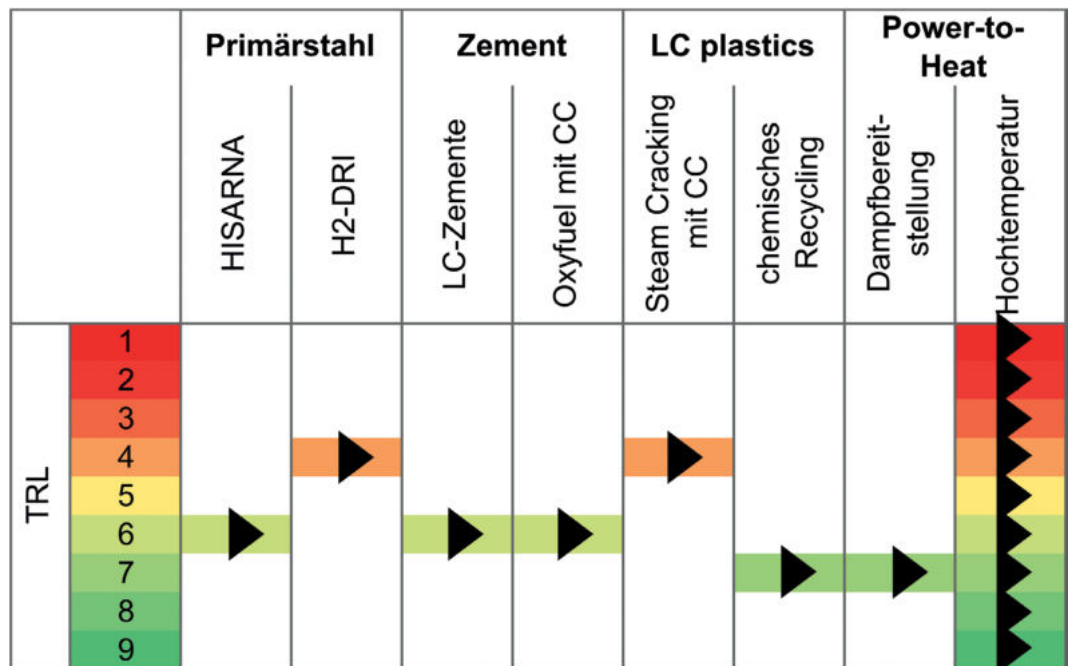 Primärstahl
Zement
LC plastics
Power-to-
Heat
HISARNA
H2-DRI
LC-Zemente
Oxyfuel mit CC
Steam Cracking
mit CC
chemisches
Recycling
Dampfbereit-
stellung
Hochtemperatur
TRL
1
2
3
4
5
6
7
8
9